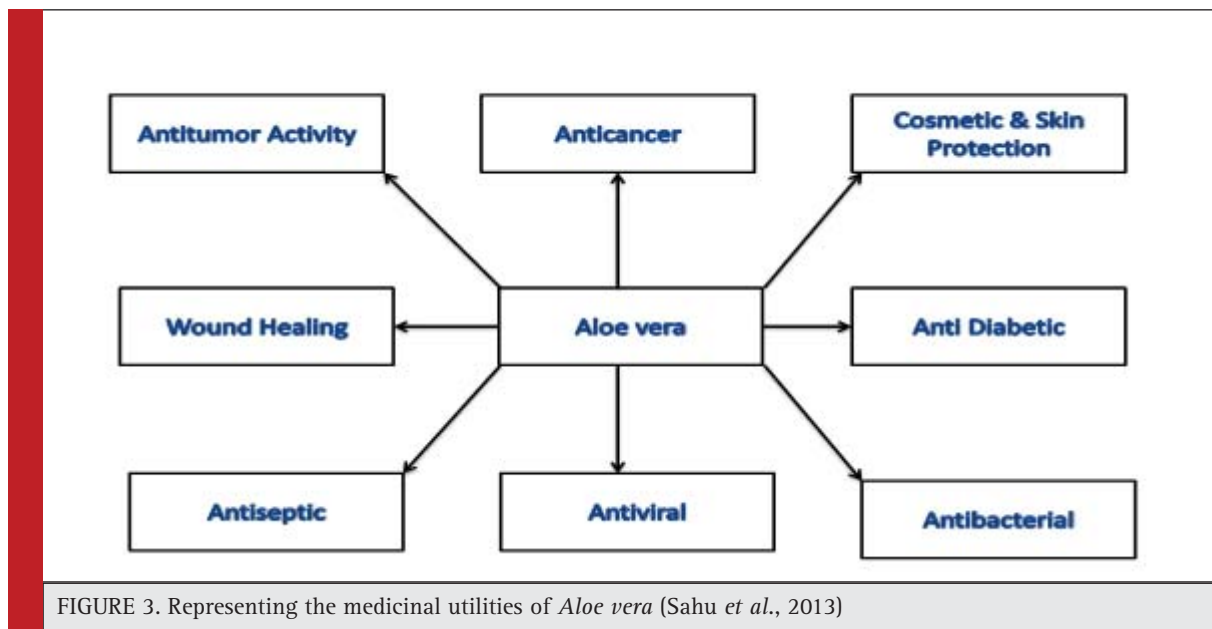 Antitumor Activity
Anticancer
Cosmetic & Skin
Protection
Wound Healing
Aloe vera
Anti Diabetic
Antiseptic
Antiviral
Antibacterial
FIGURE 3. Representing the medicinal utilities of Aloe vera (Sahu et al., 2013)